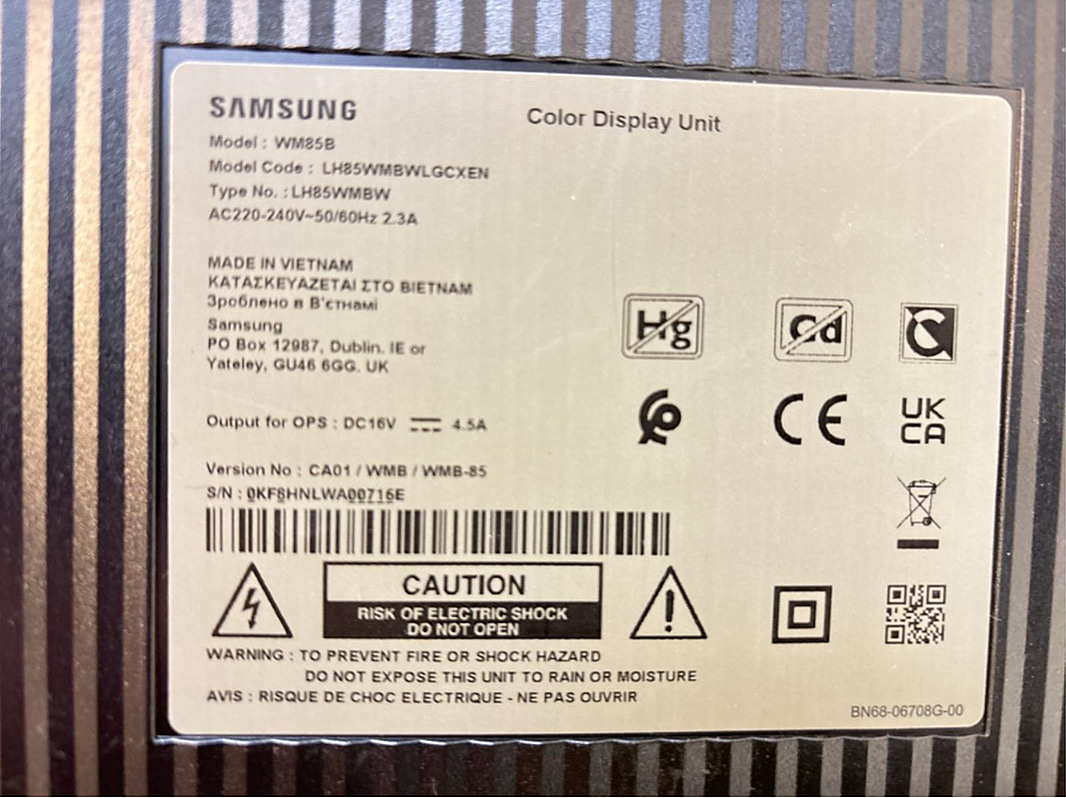 SAMSUNG
Color Display Unit
Model : WM85B
Model Code : LH85WMBWLGCXEN
Type No. : LH85WMBW
AC220-240V~50/60Hz 2.3A
MADE IN VIETNAM
ΚΑΤΑΣΚΕΥΑΖΕΤΑΙ ΣΤΟ ΒΙΕΤΝΑΜ
Зроблено в В'єтнамі
Samsung
PO Box 12987, Dublin. IE or
Yateley, GU46 6GG. UK
Hg
Cd
Output for OPS : DC16V ⎓ 4.5A
CE
UK
CA
Version No : CA01 / WMB / WMB-85
S/N : 0KF8HNLWA00716E
CAUTION
RISK OF ELECTRIC SHOCK
DO NOT OPEN
WARNING : TO PREVENT FIRE OR SHOCK HAZARD
DO NOT EXPOSE THIS UNIT TO RAIN OR MOISTURE
AVIS : RISQUE DE CHOC ELECTRIQUE - NE PAS OUVRIR
BN68-06708G-00